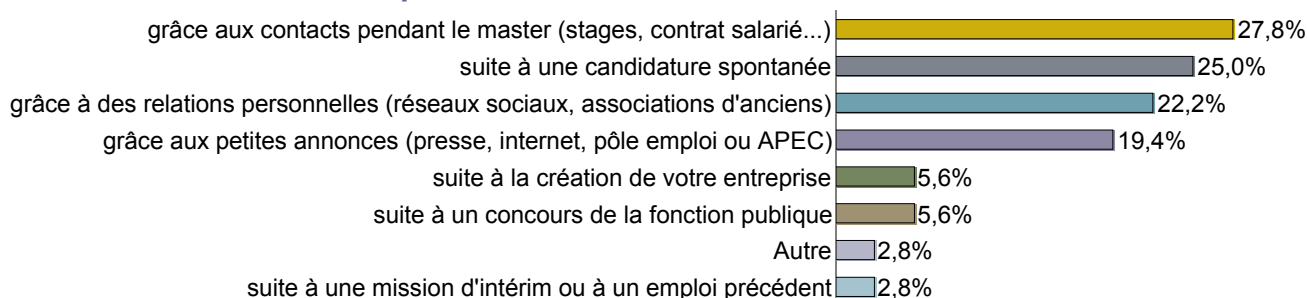 grâce aux contacts pendant le master (stages, contrat salarié...) 27,8%
suite à une candidature spontanée 25,0%
grâce à des relations personnelles (réseaux sociaux, associations d'anciens) 22,2%
grâce aux petites annonces (presse, internet, pôle emploi ou APEC) 19,4%
suite à la création de votre entreprise 5,6%
suite à un concours de la fonction publique 5,6%
Autre 2,8%
suite à une mission d'intérim ou à un emploi précédent 2,8%